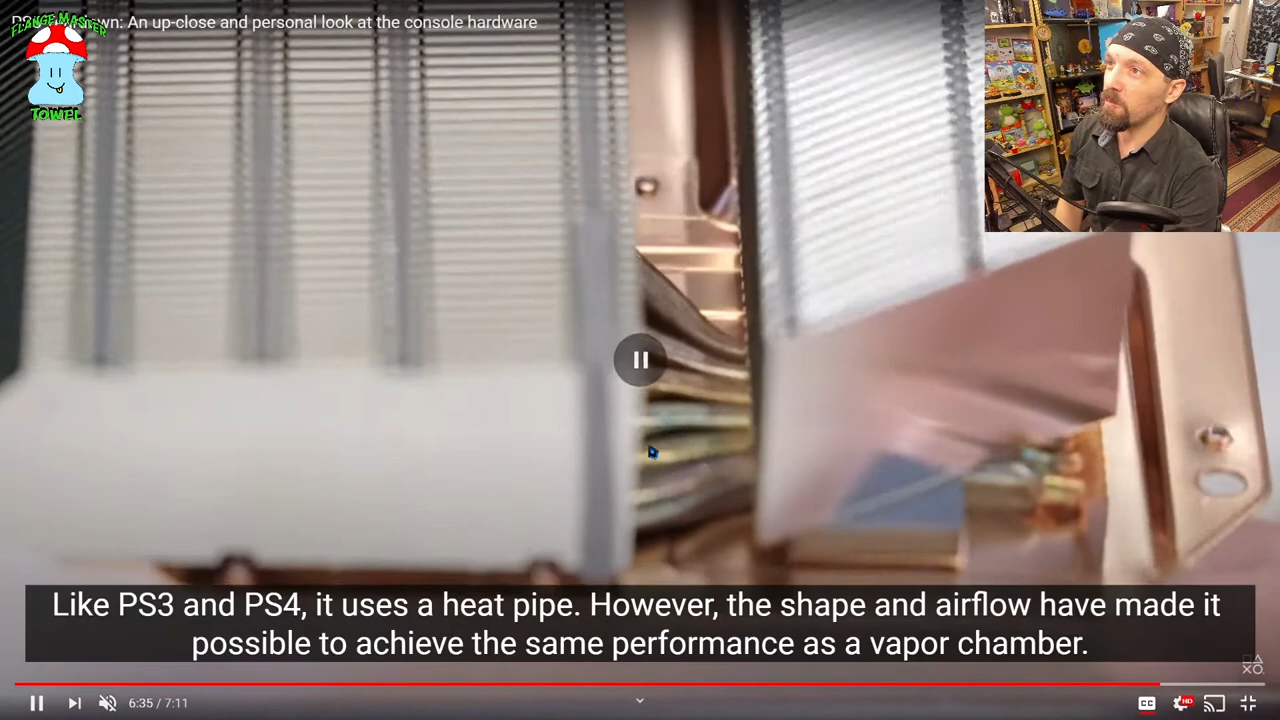 wn: An up-close and personal look at the console hardware
FLANGE MASTER
TOWEL
Like PS3 and PS4, it uses a heat pipe. However, the shape and airflow have made it
possible to achieve the same performance as a vapor chamber.
6:35 / 7:11
CC
HD